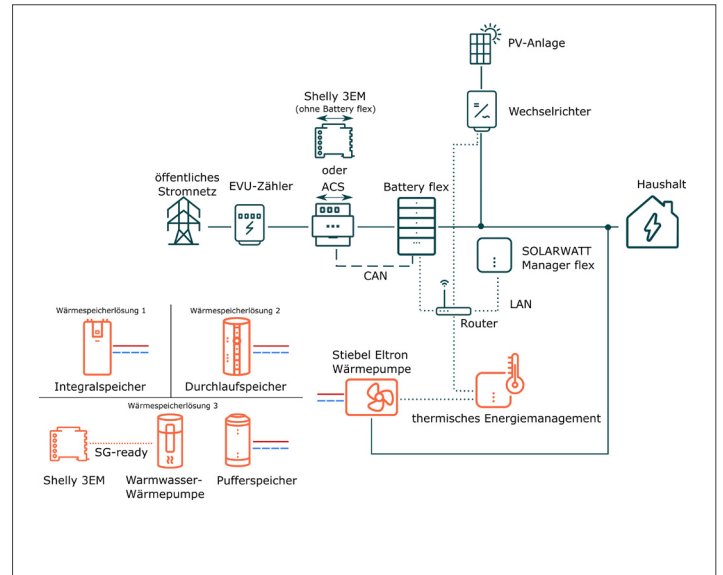 PV-Anlage
Wechselrichter
Shelly 3EM
(ohne Battery flex)
oder
ACS
öffentliches
Stromnetz
EVU-Zähler
Battery flex
Haushalt
SOLARWATT
Manager flex
CAN
LAN
Router
Wärmespeicherlösung 1
Integralspeicher
Wärmespeicherlösung 2
Durchlaufspeicher
Stiebel Eltron
Wärmepumpe
thermisches Energiemanagement
Wärmespeicherlösung 3
SG-ready
Shelly 3EM
Warmwasser-
Wärmepumpe
Pufferspeicher